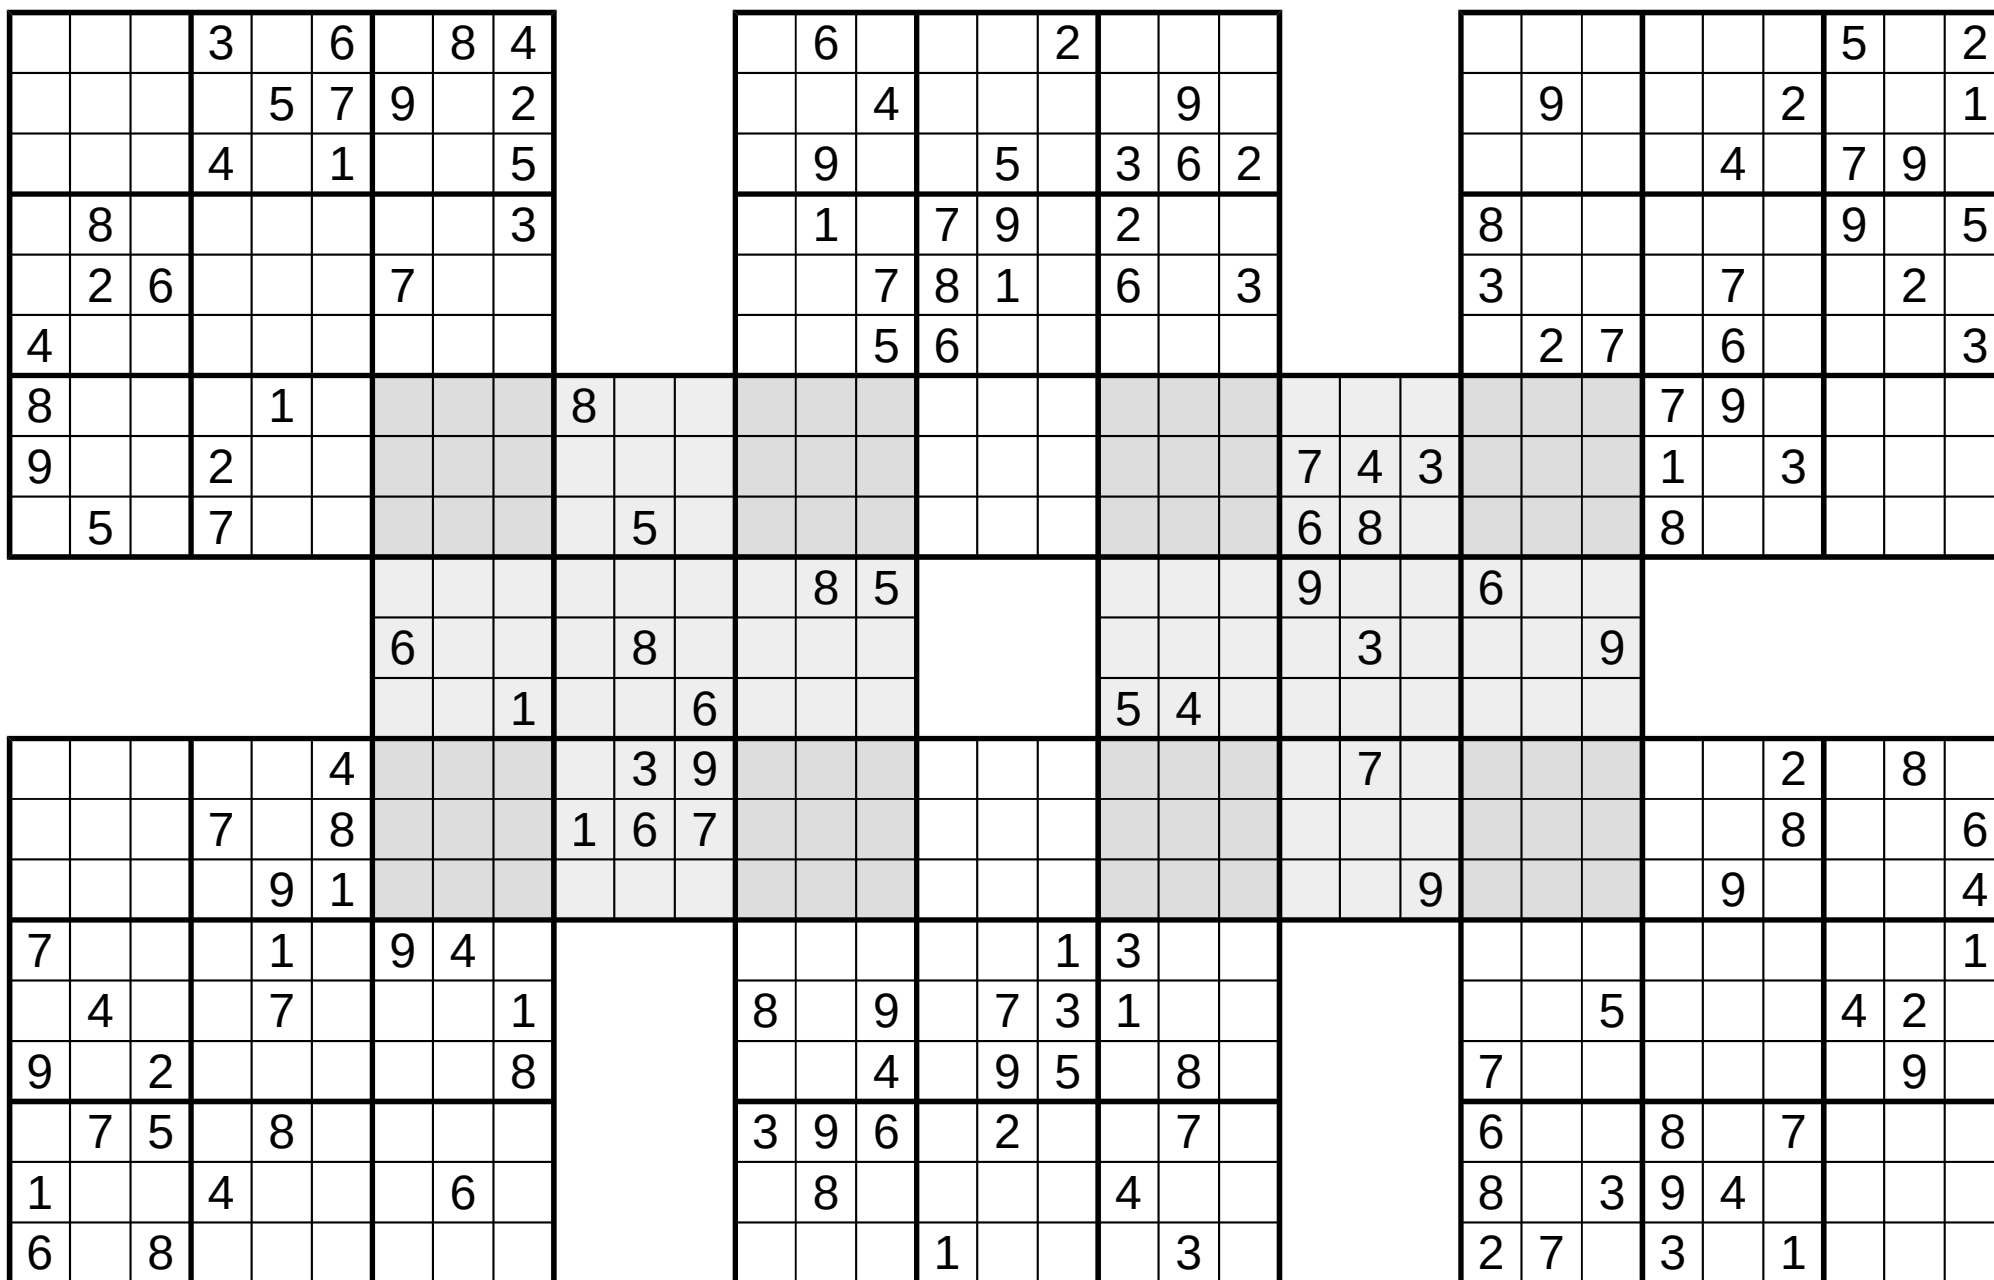 3 6 8 4 6 2 5 2
5 7 9 2 4 9 9 2 1
4 1 5 9 5 3 6 2 4 7 9
8 3 1 7 9 2 8 9 5
2 6 7 7 8 1 6 3 3 7 2
4 5 6 2 7 6 3
8 1 8 7 9
9 2 7 4 3 1 3
5 7 5 6 8 8
8 5 9 6
6 8 3 9
1 6 5 4
4 3 9 7 2 8
7 8 1 6 7 8 6
9 1 9 9 4
7 1 9 4 1 3 1
4 7 1 8 9 7 3 1 5 4 2
9 2 8 4 9 5 8 7 9
7 5 8 3 9 6 2 7 6 8 7
1 4 6 8 4 8 3 9 4
6 8 1 3 2 7 3 1